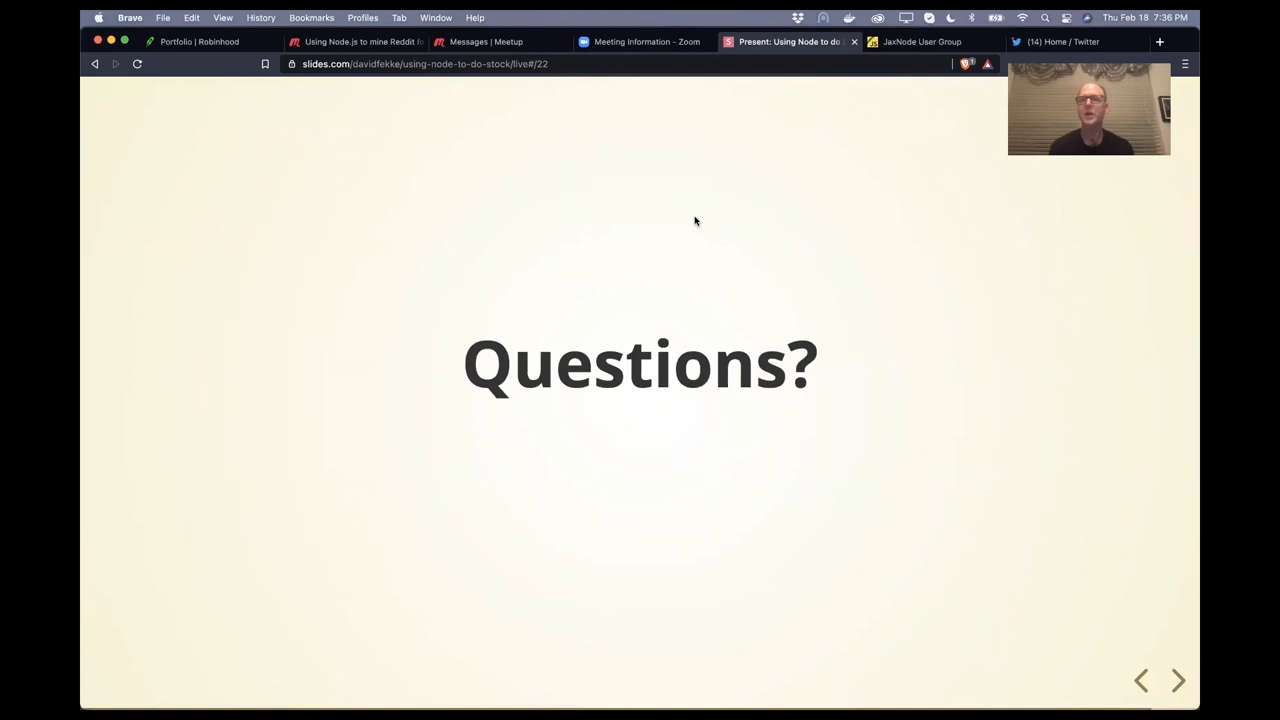 Brave File Edit View History Bookmarks Profiles Tab Window Help Thu Feb 18 7:36 PM
Portfolio | Robinhood Using Node.js to mine Reddit fo Messages | Meetup Meeting Information - Zoom Present: Using Node to do JaxNode User Group (14) Home / Twitter
slides.com/davidfekke/using-node-to-do-stock/live#/22 1
Questions?